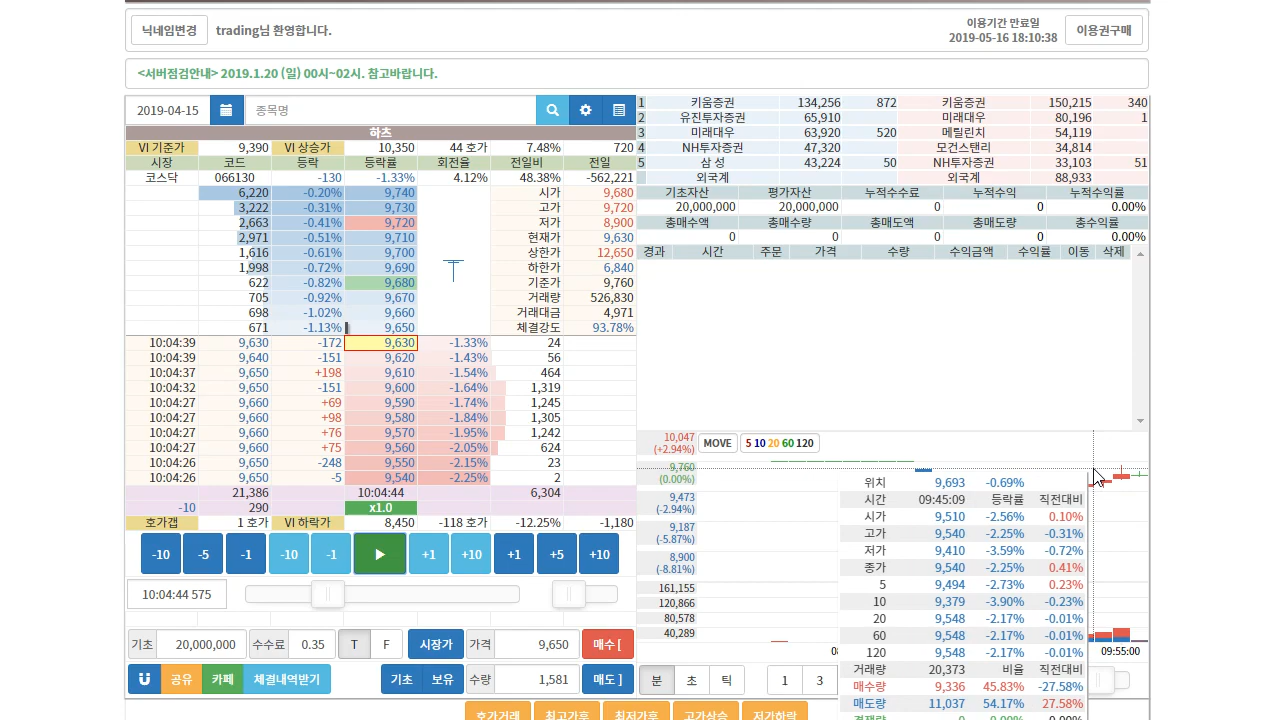 닉네임변경 trading님 환영합니다. 이용기간 만료일 2019-05-16 18:10:38 이용권구매
<서버점검안내> 2019.1.20 (일) 00시~02시. 참고바랍니다.
2019-04-15 종목명
하츠
VI 기준가 9,390 VI 상승가 10,350 44 호가 7.48% 720
시장 코드 등락 등락률 회전율 전일비 전일
코스닥 066130 -130 -1.33% 4.12% 48.38% -562,221
6,220 -0.20% 9,740 시가 9,680
3,222 -0.31% 9,730 고가 9,720
2,663 -0.41% 9,720 저가 8,900
2,971 -0.51% 9,710 현재가 9,630
1,616 -0.61% 9,700 상한가 12,650
1,998 -0.72% 9,690 하한가 6,840
622 -0.82% 9,680 기준가 9,760
705 -0.92% 9,670 거래량 526,830
698 -1.02% 9,660 거래대금 4,971
671 -1.13% 9,650 체결강도 93.78%
10:04:39 9,630 -172 9,630 -1.33% 24
10:04:39 9,640 -151 9,620 -1.43% 56
10:04:37 9,650 +198 9,610 -1.54% 464
10:04:32 9,650 -151 9,600 -1.64% 1,319
10:04:27 9,660 +69 9,590 -1.74% 1,245
10:04:27 9,660 +98 9,580 -1.84% 1,305
10:04:27 9,660 +76 9,570 -1.95% 1,242
10:04:27 9,660 +75 9,560 -2.05% 624
10:04:26 9,650 -248 9,550 -2.15% 23
10:04:26 9,650 -5 9,540 -2.25% 2
21,386 10:04:44 6,304
-10 290 x1.0
호가갭 1 호가 VI 하락가 8,450 -118 호가 -12.25% -1,180
-10 -5 -1 -10 -1 +1 +10 +1 +5 +10
10:04:44 575
기초 20,000,000 수수료 0.35 T F 시장가 가격 9,650 매수 [
공유 카페 체결내역받기 기초 보유 수량 1,581 매도 ]
호가거례 최고가후 최저가후 고가상승 저가하락
1 키움증권 134,256 872 키움증권 150,215 340
2 유진투자증권 65,910 미래대우 80,196 1
3 미래대우 63,920 520 메릴린치 54,119
4 NH투자증권 47,320 모건스탠리 34,814
5 삼 성 43,224 50 NH투자증권 33,103 51
외국계 외국계 88,933
기초자산 평가자산 누적수수료 누적수익 누적수익률
20,000,000 20,000,000 0 0 0.00%
총매수액 총매수량 총매도액 총매도량 총수익률
0 0 0 0 0.00%
경과 시간 주문 가격 수량 수익금액 수익률 이동 삭제
10,047
(+2.94%)
MOVE 5 10 20 60 120
9,760
(0.00%)
9,473
(-2.94%)
9,187
(-5.87%)
8,900
(-8.81%)
161,155
120,866
80,578
40,289
위치 9,693 -0.69%
시간 09:45:09 등락률 직전대비
시가 9,510 -2.56% 0.10%
고가 9,540 -2.25% -0.31%
저가 9,410 -3.59% -0.72%
종가 9,540 -2.25% 0.41%
5 9,494 -2.73% 0.23%
10 9,379 -3.90% -0.23%
20 9,548 -2.17% -0.01%
60 9,548 -2.17% -0.01%
120 9,548 -2.17% -0.01%
거래량 20,373 비율 직전대비
매수량 9,336 45.83% -27.58%
매도량 11,037 54.17% 27.58%
09:55:00
분 초 틱 1 3